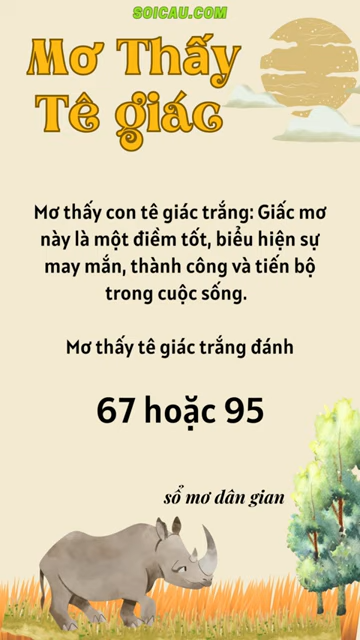 SOICAU.COM
Mơ Thấy
Tê giác
Mơ thấy con tê giác trắng: Giấc mơ
này là một điềm tốt, biểu hiện sự
may mắn, thành công và tiến bộ
trong cuộc sống.
Mơ thấy tê giác trắng đánh
67 hoặc 95
sổ mơ dân gian